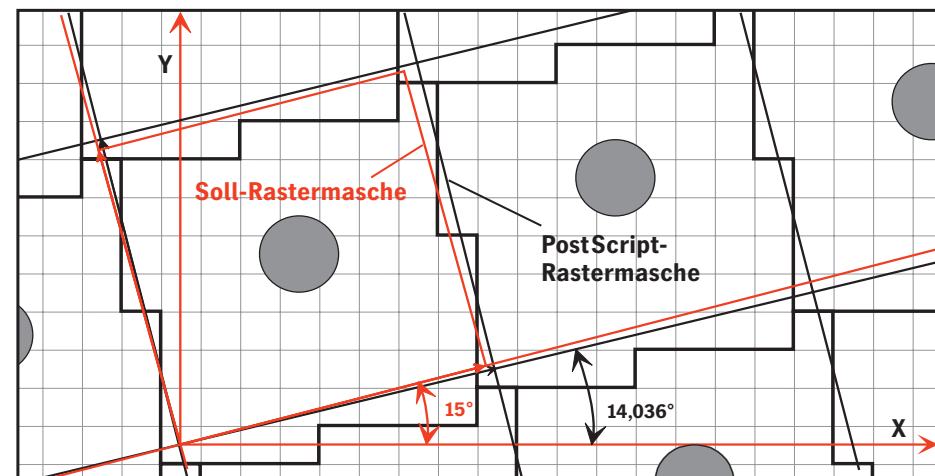 Y
Soll-Rastermasche
PostScript-
Rastermasche
15°
14,036°
X